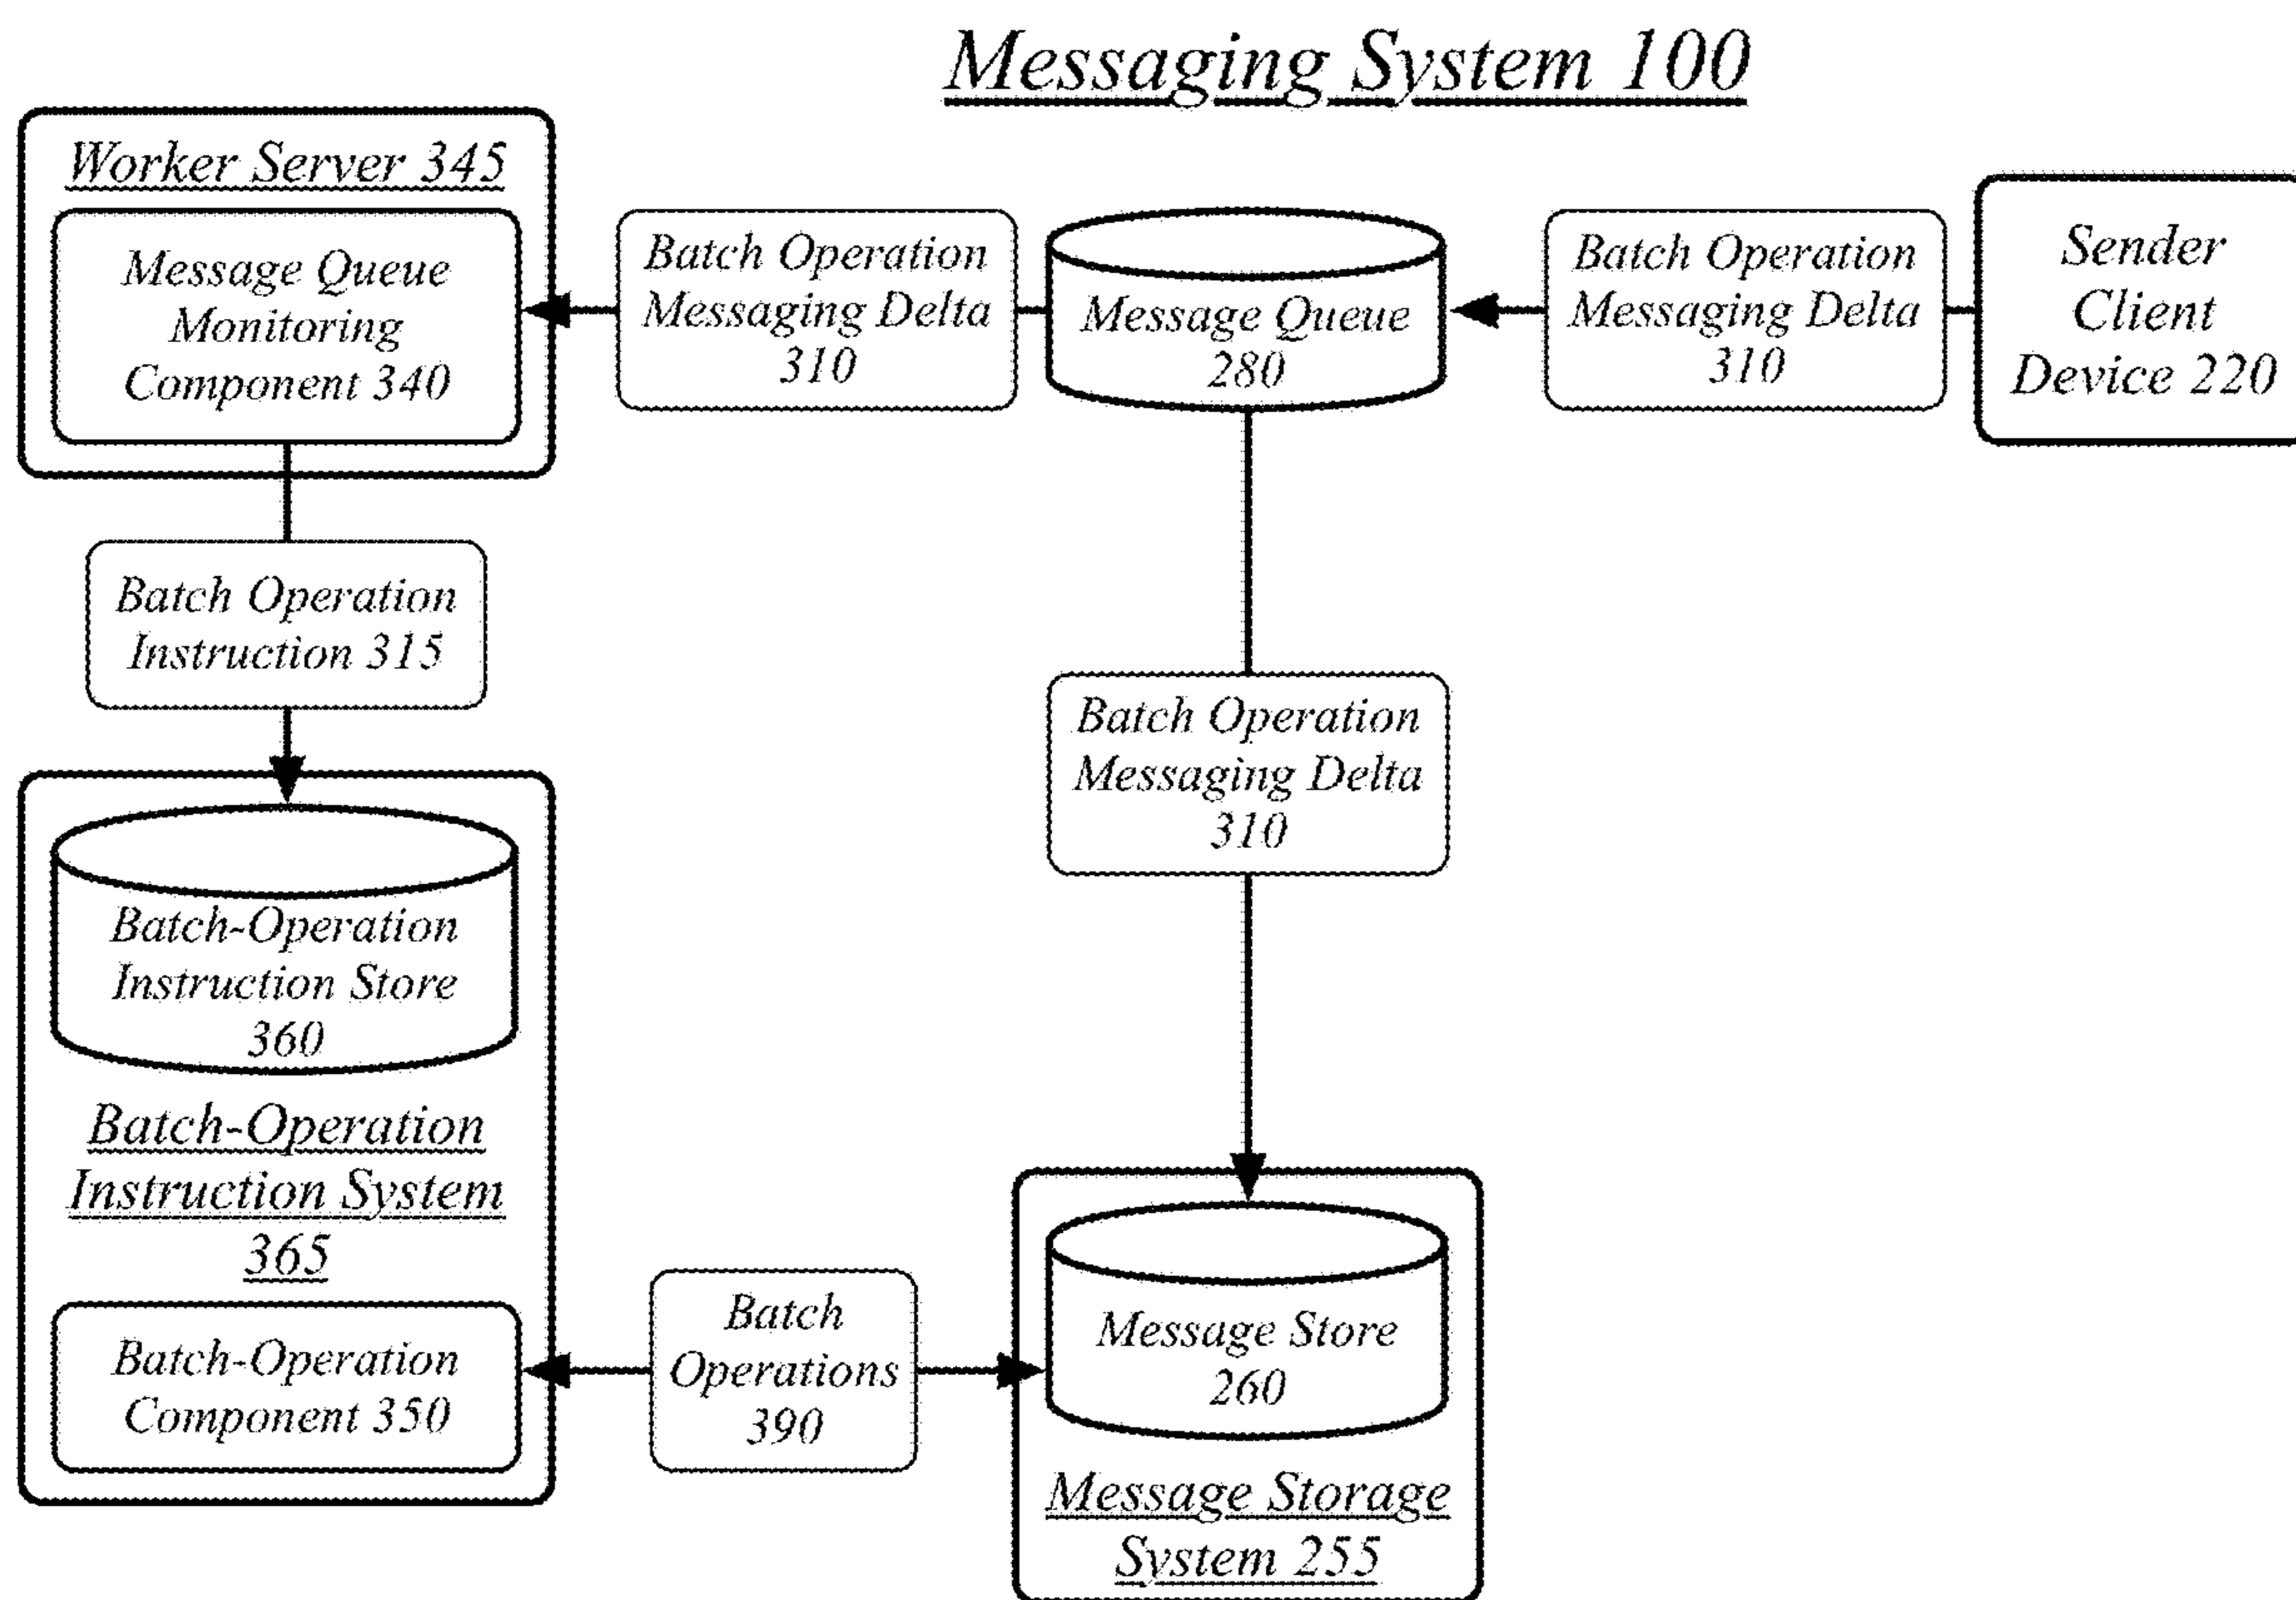 Messaging System 100
Worker Server 345
Message Queue
Monitoring
Component 340
Batch Operation
Messaging Delta
310
Message Queue
280
Batch Operation
Messaging Delta
310
Sender
Client
Device 220
Batch Operation
Instruction 315
Batch Operation
Messaging Delta
310
Batch-Operation
Instruction Store
360
Batch-Operation
Instruction System
365
Batch-Operation
Component 350
Batch
Operations
390
Message Store
260
Message Storage
System 255